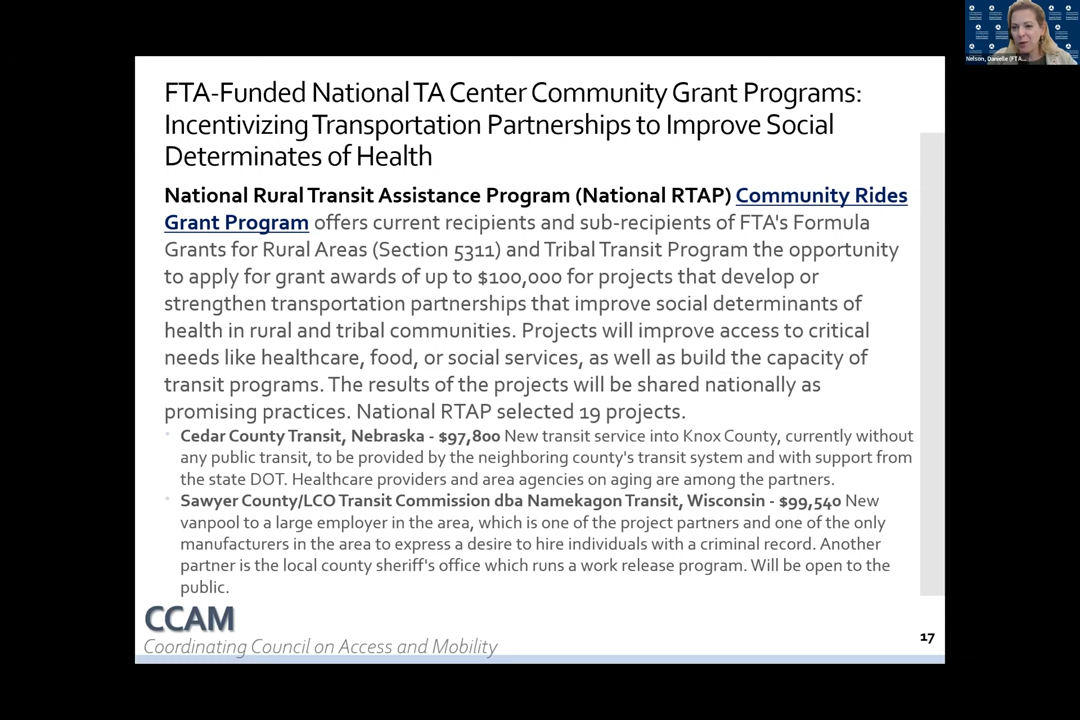 FTA-Funded National TA Center Community Grant Programs:
Incentivizing Transportation Partnerships to Improve Social
Determinates of Health
National Rural Transit Assistance Program (National RTAP) Community Rides
Grant Program offers current recipients and sub-recipients of FTA's Formula
Grants for Rural Areas (Section 5311) and Tribal Transit Program the opportunity
to apply for grant awards of up to $100,000 for projects that develop or
strengthen transportation partnerships that improve social determinants of
health in rural and tribal communities. Projects will improve access to critical
needs like healthcare, food, or social services, as well as build the capacity of
transit programs. The results of the projects will be shared nationally as
promising practices. National RTAP selected 19 projects.
Cedar County Transit, Nebraska - $97,800 New transit service into Knox County, currently without
any public transit, to be provided by the neighboring county's transit system and with support from
the state DOT. Healthcare providers and area agencies on aging are among the partners.
Sawyer County/LCO Transit Commission dba Namekagon Transit, Wisconsin - $99,540 New
vanpool to a large employer in the area, which is one of the project partners and one of the only
manufacturers in the area to express a desire to hire individuals with a criminal record. Another
partner is the local county sheriff's office which runs a work release program. Will be open to the
public.
CCAM
Coordinating Council on Access and Mobility
17
Nelson, Danielle (FTA...